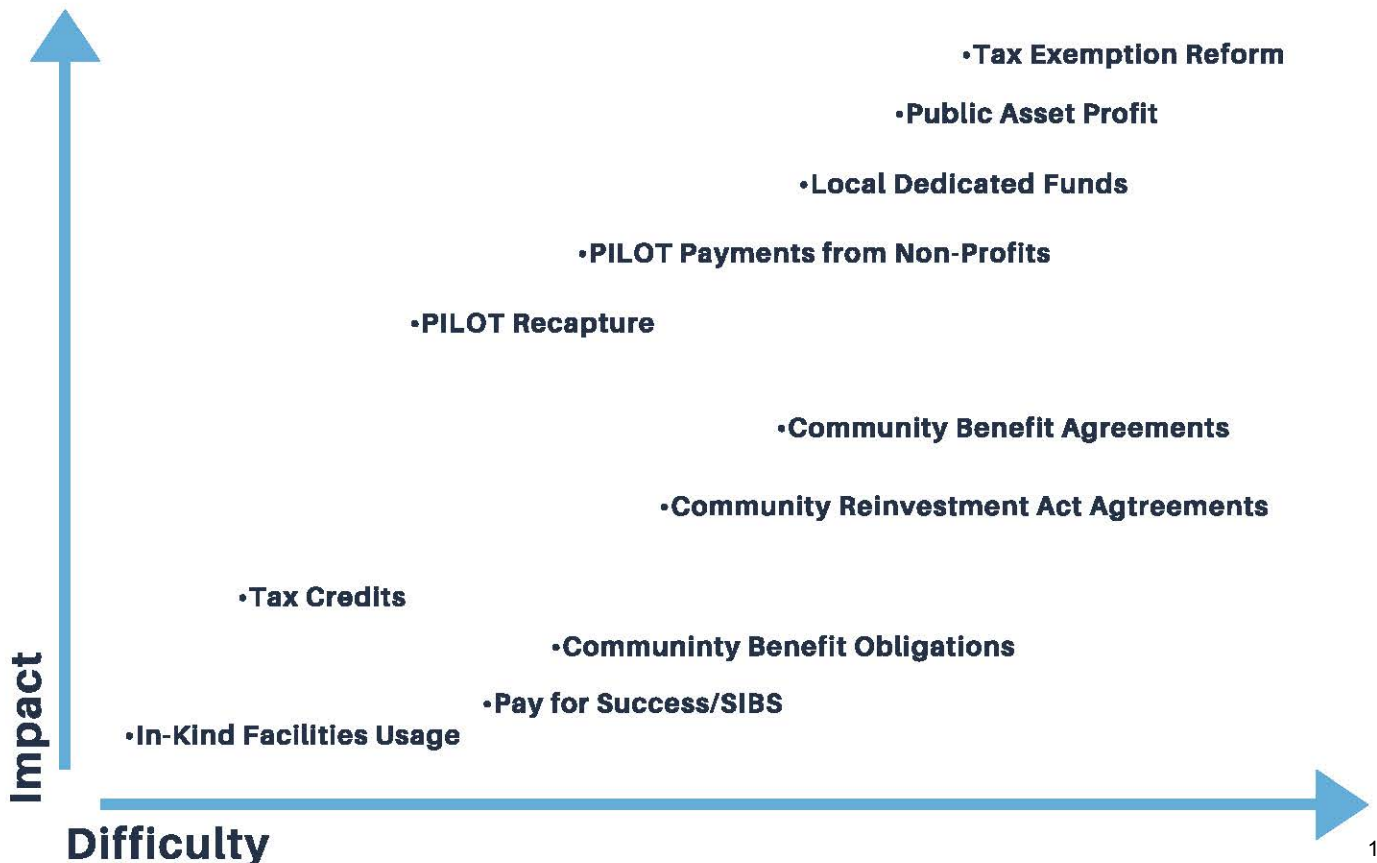 •Tax Exemption Reform
•Public Asset Profit
•Local Dedicated Funds
•PILOT Payments from Non-Profits
•PILOT Recapture
•Community Benefit Agreements
•Community Reinvestment Act Agtreements
•Tax Credits
•Communinty Benefit Obligations
•Pay for Success/SIBS
•In-Kind Facilities Usage
Impact
Difficulty
1